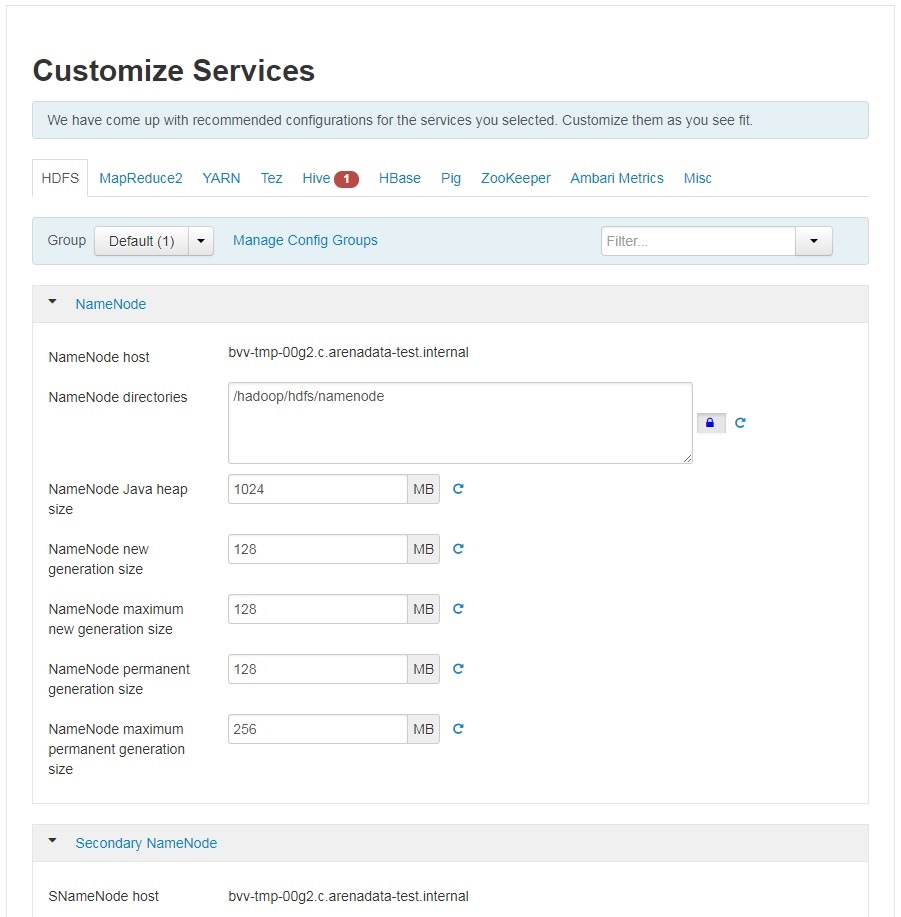 Customize Services
We have come up with recommended configurations for the services you selected. Customize them as you see fit.
HDFS MapReduce2 YARN Tez Hive 1 HBase Pig ZooKeeper Ambari Metrics Misc
Group Default (1) Manage Config Groups Filter...
NameNode
NameNode host bvv-tmp-00g2.c.arenadata-test.internal
NameNode directories /hadoop/hdfs/namenode
NameNode Java heap 1024 MB
size
NameNode new 128 MB
generation size
NameNode maximum 128 MB
new generation size
NameNode permanent 128 MB
generation size
NameNode maximum 256 MB
permanent generation
size
Secondary NameNode
SNameNode host bvv-tmp-00g2.c.arenadata-test.internal